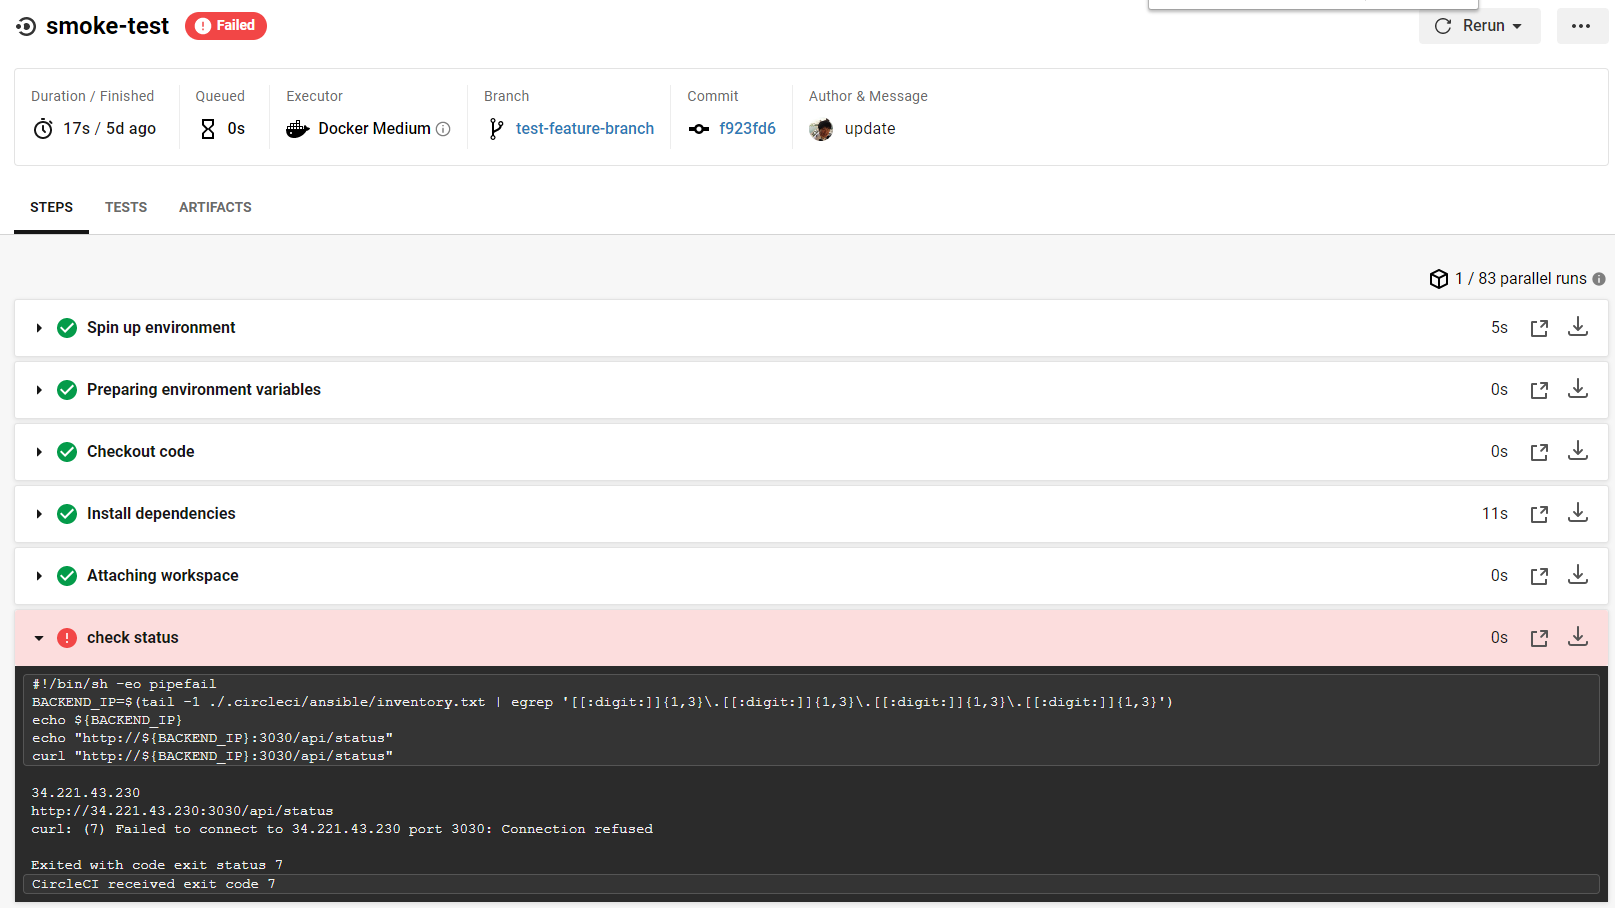 smoke-test
Failed
Rerun
Duration / Finished
17s / 5d ago
Queued
0s
Executor
Docker Medium
Branch
test-feature-branch
Commit
f923fd6
Author & Message
update
STEPS
TESTS
ARTIFACTS
1 / 83 parallel runs
Spin up environment 5s
Preparing environment variables 0s
Checkout code 0s
Install dependencies 11s
Attaching workspace 0s
check status 0s
#!/bin/sh -eo pipefail
BACKEND_IP=$(tail -1 ./.circleci/ansible/inventory.txt | egrep '[[:digit:]]{1,3}\.[[:digit:]]{1,3}\.[[:digit:]]{1,3}\.[[:digit:]]{1,3}')
echo ${BACKEND_IP}
echo "http://${BACKEND_IP}:3030/api/status"
curl "http://${BACKEND_IP}:3030/api/status"
34.221.43.230
http://34.221.43.230:3030/api/status
curl: (7) Failed to connect to 34.221.43.230 port 3030: Connection refused
Exited with code exit status 7
CircleCI received exit code 7